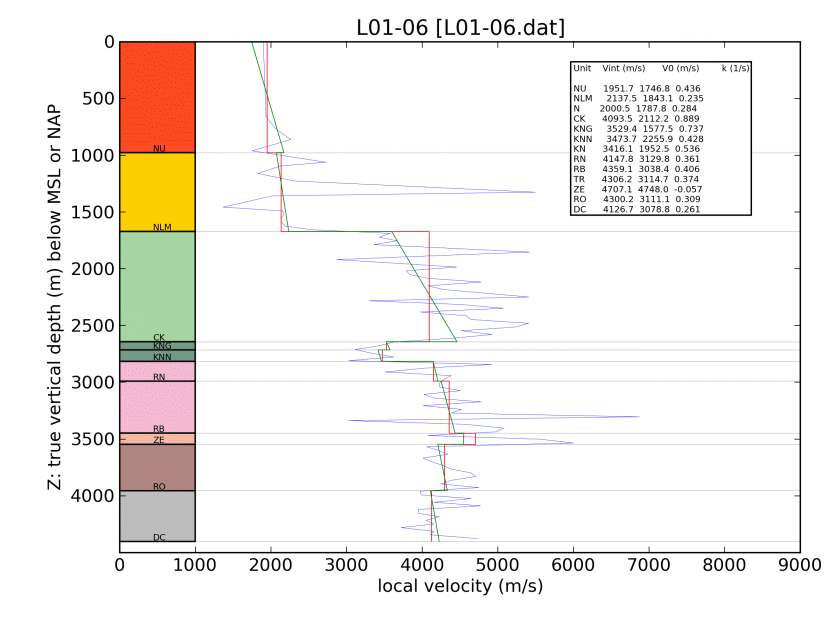 L01-06 [L01-06.dat]
Z: true vertical depth (m) below MSL or NAP
0
500
1000
1500
2000
2500
3000
3500
4000
NU
NLM
CK
KNG
KNN
RN
RB
ZE
RO
DC
Unit Vint (m/s) V0 (m/s) k (1/s)
NU 1951.7 1746.8 0.436
NLM 2137.5 1843.1 0.235
N 2000.5 1787.8 0.284
CK 4093.5 2112.2 0.889
KNG 3529.4 1577.5 0.737
KNN 3473.7 2255.9 0.428
KN 3416.1 1952.5 0.536
RN 4147.8 3129.8 0.361
RB 4359.1 3038.4 0.406
TR 4306.2 3114.7 0.374
ZE 4707.1 4748.0 -0.057
RO 4300.2 3111.1 0.309
DC 4126.7 3078.8 0.261
0 1000 2000 3000 4000 5000 6000 7000 8000 9000
local velocity (m/s)